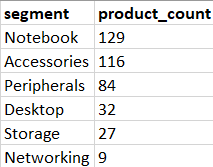 segment product_count
Notebook 129
Accessories 116
Peripherals 84
Desktop 32
Storage 27
Networking 9